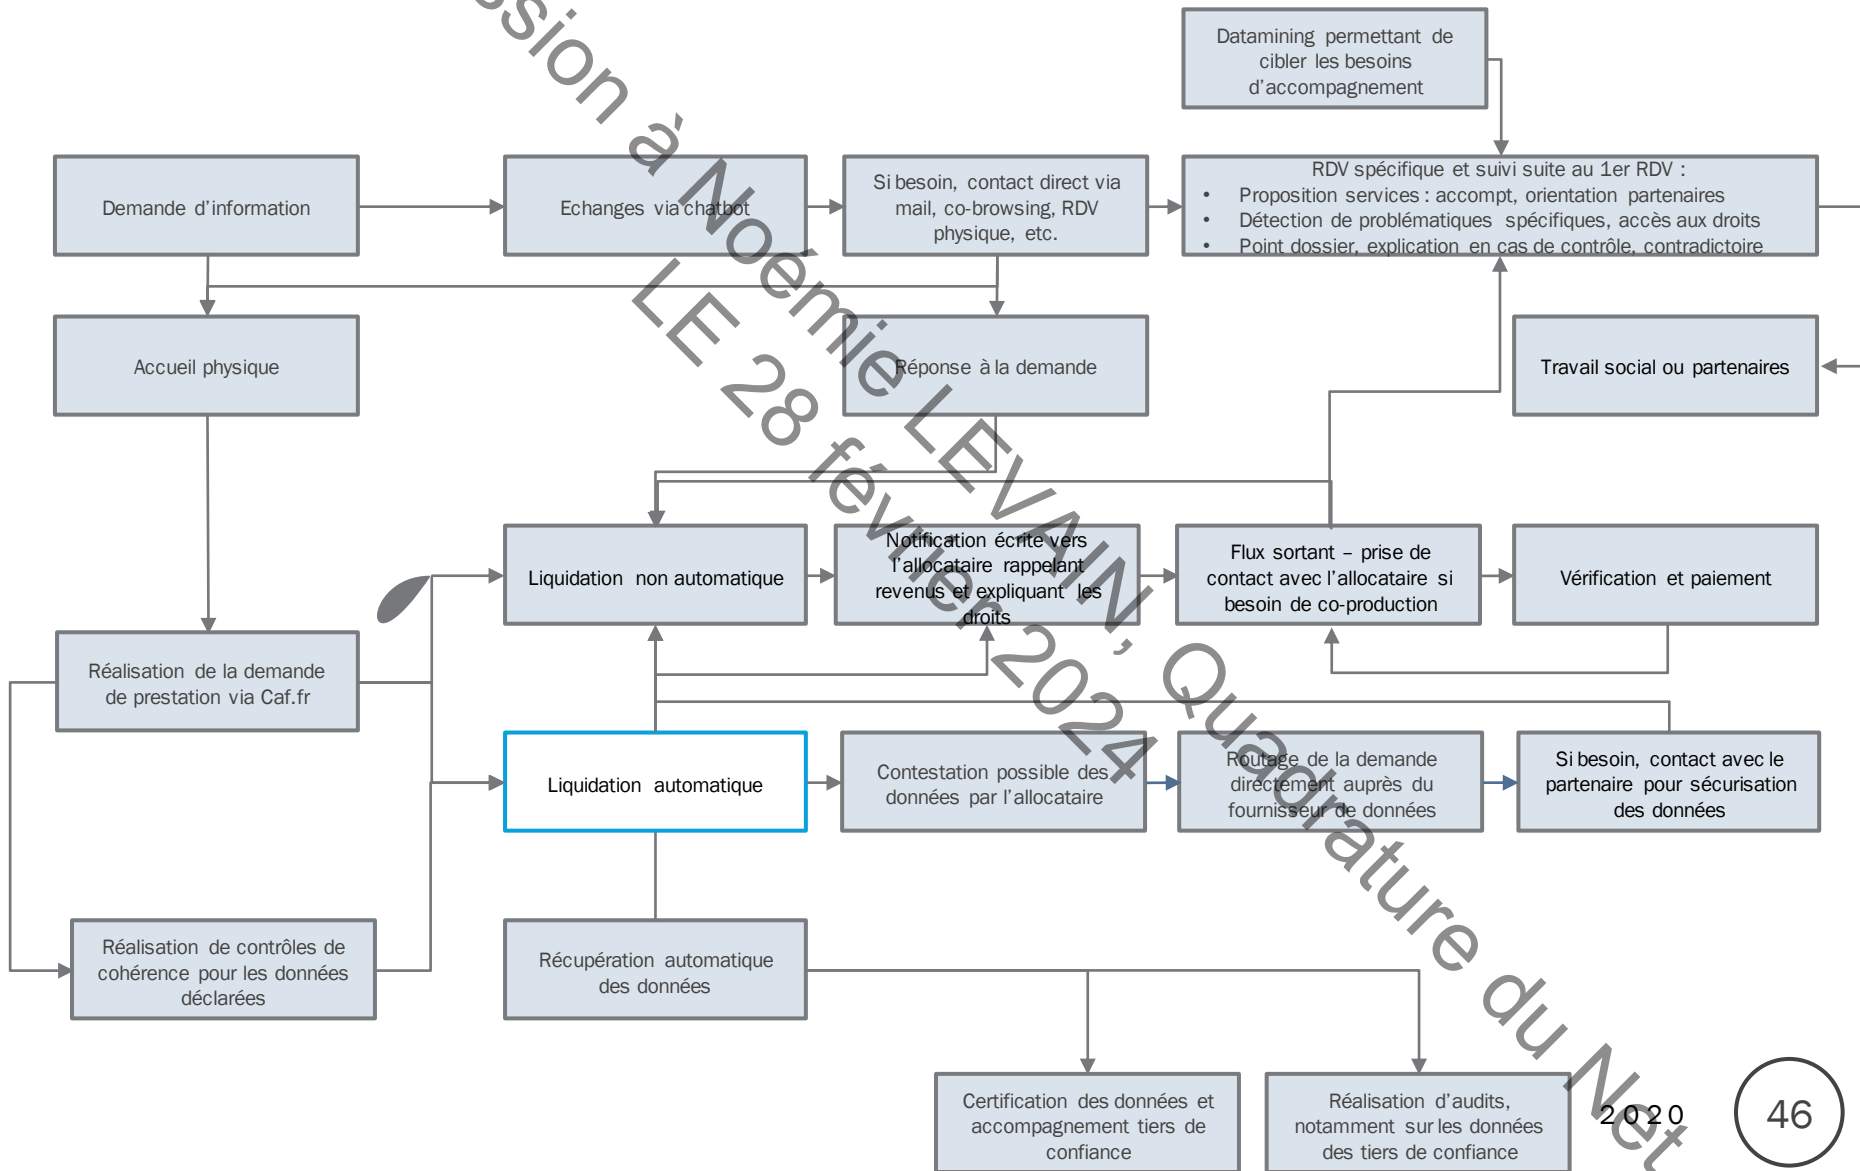 Datamining permettant de
cibler les besoins
d'accompagnement
Demande d'information
Echanges via chatbot
Si besoin, contact direct via
mail, co-browsing, RDV
physique, etc.
RDV spécifique et suivi suite au 1er RDV :
• Proposition services : accompt, orientation partenaires
• Détection de problématiques spécifiques, accès aux droits
• Point dossier, explication en cas de contrôle, contradictoire
Accueil physique
Réponse à la demande
Travail social ou partenaires
Liquidation non automatique
Notification écrite vers
l'allocataire rappelant
revenus et expliquant les
droits
Flux sortant – prise de
contact avec l'allocataire si
besoin de co-production
Vérification et paiement
Réalisation de la demande
de prestation via Caf.fr
Liquidation automatique
Contestation possible des
données par l'allocataire
Routage de la demande
directement auprès du
fournisseur de données
Si besoin, contact avec le
partenaire pour sécurisation
des données
Réalisation de contrôles de
cohérence pour les données
déclarées
Récupération automatique
des données
Certification des données et
accompagnement tiers de
confiance
Réalisation d'audits,
notamment sur les données
des tiers de confiance
2020
46
à Noémie LEVAIN, Quadrature du Net
LE 28 février 2024